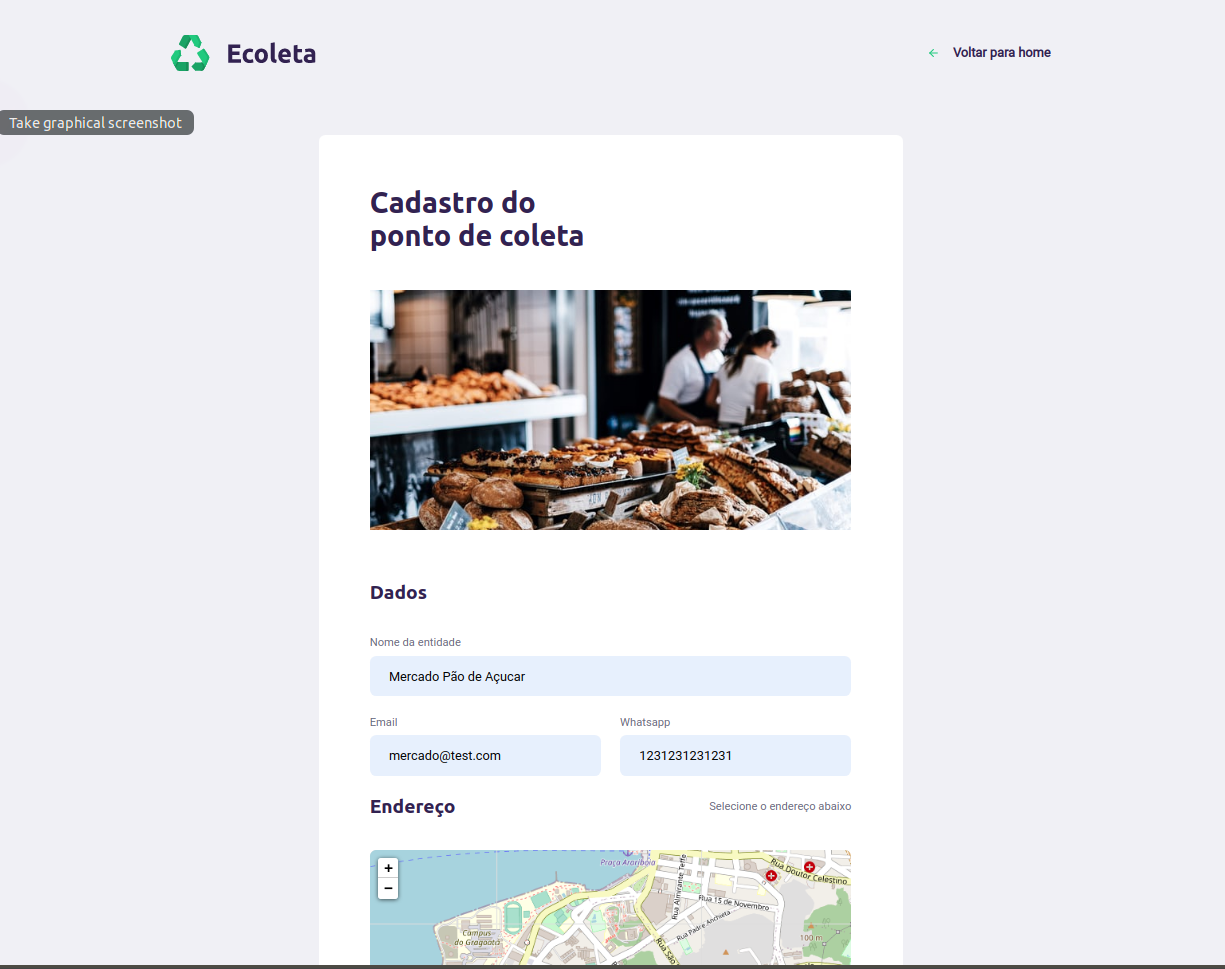 Ecoleta
Voltar para home
Take graphical screenshot
Cadastro do
ponto de coleta
Dados
Nome da entidade
Mercado Pão de Açucar
Email
Whatsapp
mercado@test.com
1231231231231
Endereço
Selecione o endereço abaixo
+
−
Praça Arariboia
Rua Doutor Celestino
Rua Almirante Teffé
Rua 15 de Novembro
Rua Padre Anchieta
Campus
do Gragoatá
Rua São
100 m